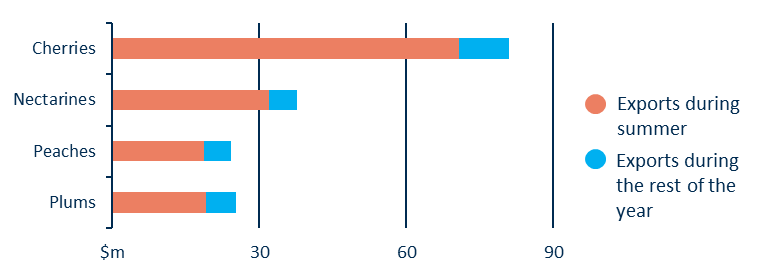 Cherries
Nectarines
Peaches
Plums
$m
30
60
90
Exports during
summer
Exports during
the rest of the
year